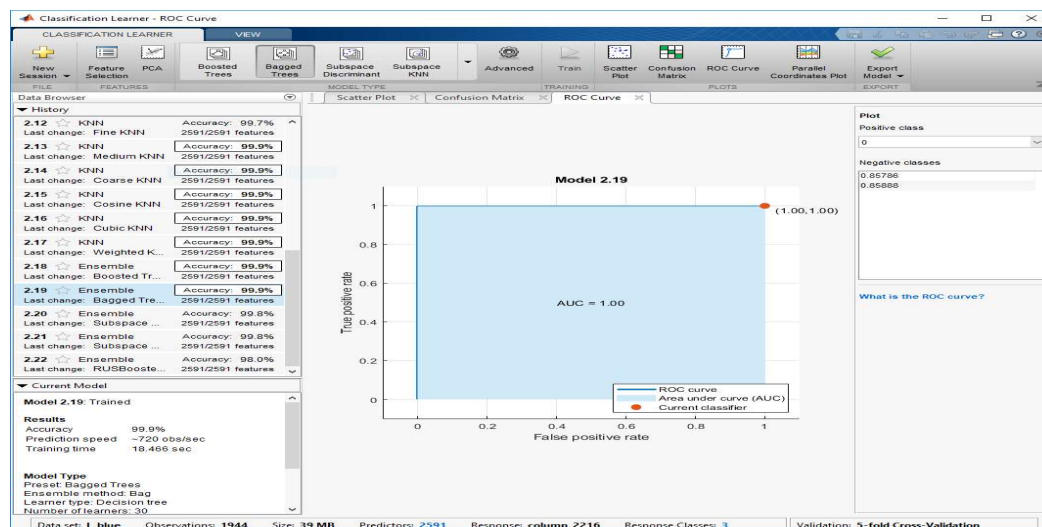 Classification Learner - ROC Curve
CLASSIFICATION LEARNER VIEW
New Session
Feature Selection
PCA
Boosted Trees
Bagged Trees
Subspace Discriminant
Subspace KNN
Advanced
Train
Scatter Plot
Confusion Matrix
ROC Curve
Parallel Coordinates Plot
Export Model
FILE FEATURES MODEL TYPE TRAINING PLOTS EXPORT
Data Browser
Scatter Plot Confusion Matrix ROC Curve
History
2.12 KNN Accuracy: 99.7%
Last change: Fine KNN 2591/2591 features
2.13 KNN Accuracy: 99.9%
Last change: Medium KNN 2591/2591 features
2.14 KNN Accuracy: 99.9%
Last change: Coarse KNN 2591/2591 features
2.15 KNN Accuracy: 99.9%
Last change: Cosine KNN 2591/2591 features
2.16 KNN Accuracy: 99.9%
Last change: Cubic KNN 2591/2591 features
2.17 KNN Accuracy: 99.9%
Last change: Weighted K... 2591/2591 features
2.18 Ensemble Accuracy: 99.9%
Last change: Boosted Tr... 2591/2591 features
2.19 Ensemble Accuracy: 99.9%
Last change: Bagged Tre... 2591/2591 features
2.20 Ensemble Accuracy: 99.8%
Last change: Subspace ... 2591/2591 features
2.21 Ensemble Accuracy: 99.8%
Last change: Subspace ... 2591/2591 features
2.22 Ensemble Accuracy: 98.0%
Last change: RUSBooste... 2591/2591 features
Current Model
Model 2.19: Trained
Results
Accuracy 99.9%
Prediction speed ~720 obs/sec
Training time 18.466 sec
Model Type
Preset: Bagged Trees
Ensemble method: Bag
Learner type: Decision tree
Number of learners: 30
Model 2.19
(1.00,1.00)
AUC = 1.00
True positive rate
1
0.8
0.6
0.4
0.2
0
0 0.2 0.4 0.6 0.8 1
False positive rate
ROC curve
Area under curve (AUC)
Current classifier
Plot
Positive class
0
Negative classes
0.85786
0.85888
What is the ROC curve?
Data set: I_blue Observations: 1944 Size: 39 MB Predictors: 2591 Response: column_2216 Response Classes: 3 Validation: 5-fold Cross-Validation